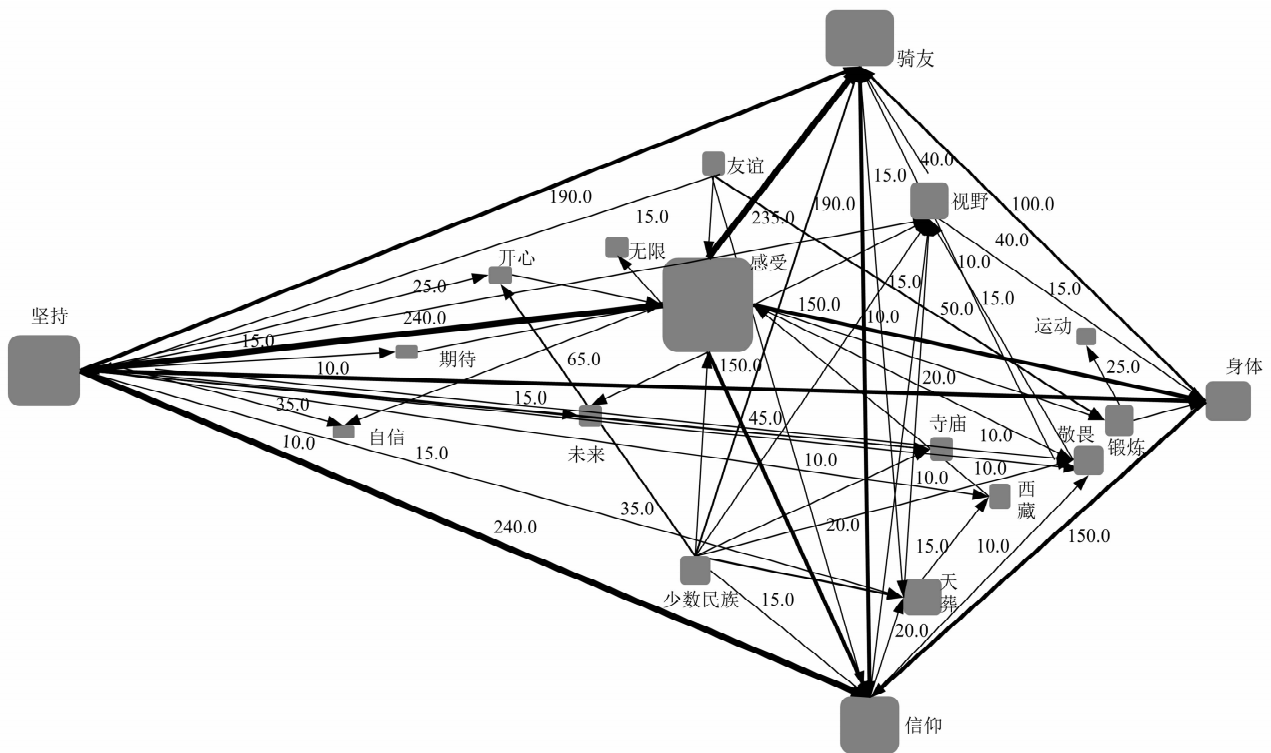 骑友
友谊
40.0
15.0
视野
190.0
15.0
190.0
100.0
235.0
40.0
无限
开心
感受
10.0
25.0
15.0
15.0
15.0
坚持
240.0
150.0
10.0
50.0
运动
15.0
期待
65.0
150.0
25.0
身体
10.0
20.0
35.0
15.0
45.0
寺庙
敬畏
锻炼
10.0
自信
10.0
未来
15.0
10.0
10.0
10.0
西
藏
35.0
240.0
20.0
15.0
10.0
150.0
天
葬
少数民族
15.0
20.0
信仰